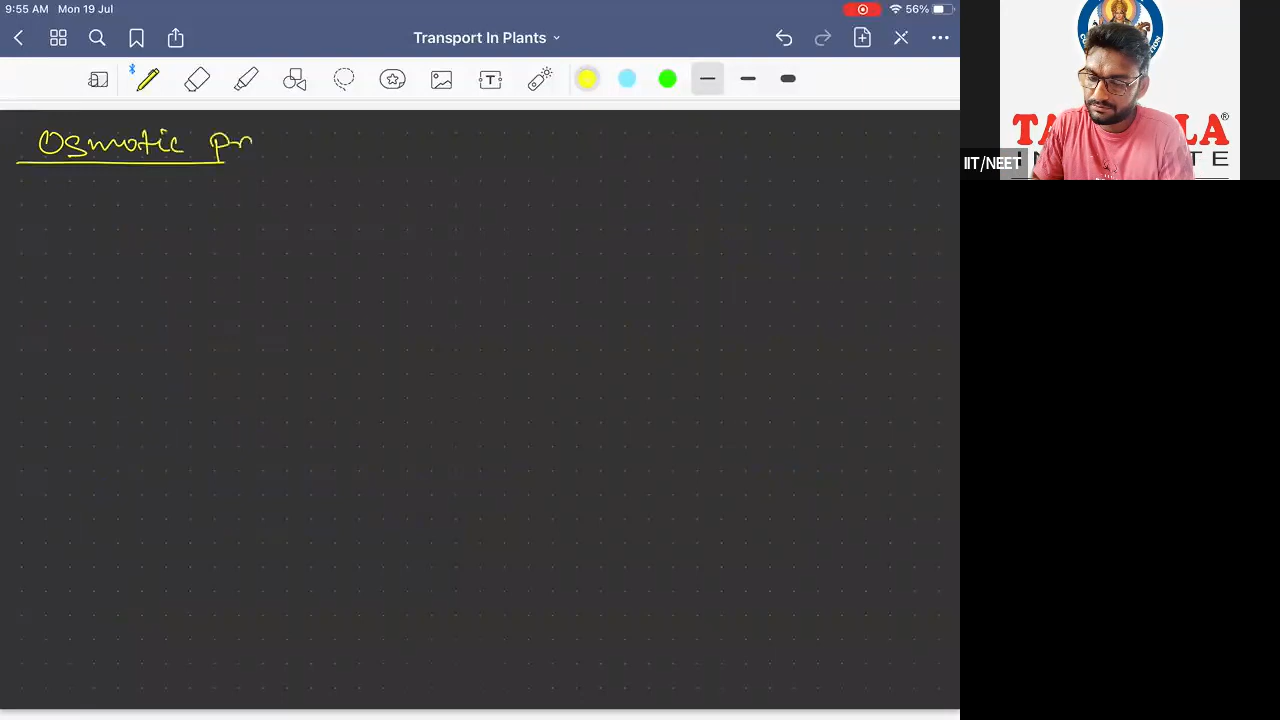 9:55 AM Mon 19 Jul
56%
Transport In Plants
T
Osmotic pr
IIT/NEET